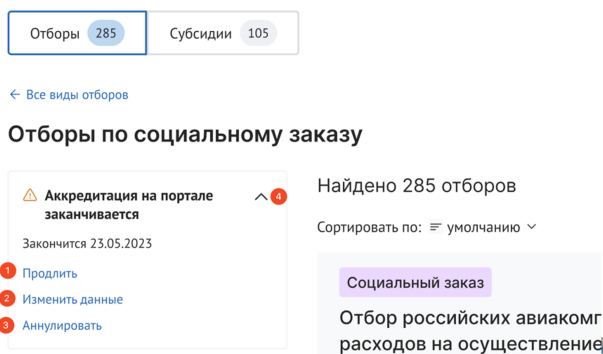 Отборы 285 Субсидии 105
← Все виды отборов
Отборы по социальному заказу
Аккредитация на портале
заканчивается
4
Закончится 23.05.2023
1 Продлить
2 Изменить данные
3 Аннулировать
Найдено 285 отборов
Сортировать по: умолчанию
Социальный заказ
Отбор российских авиакомп
расходов на осуществление